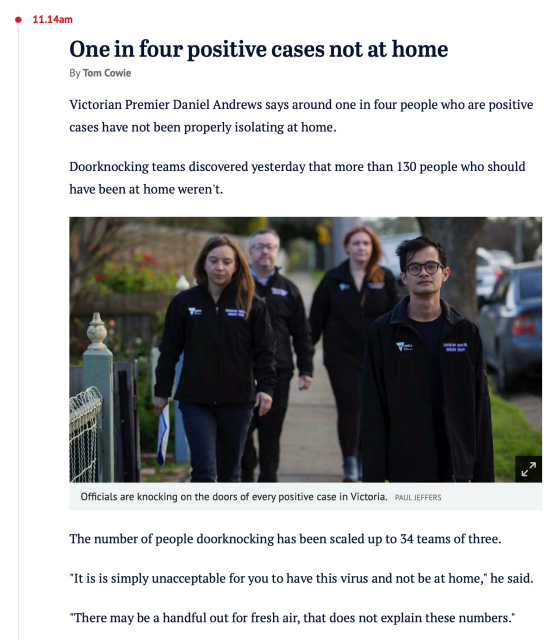 11.14am
One in four positive cases not at home
By Tom Cowie
Victorian Premier Daniel Andrews says around one in four people who are positive
cases have not been properly isolating at home.
Doorknocking teams discovered yesterday that more than 130 people who should
have been at home weren't.
Officials are knocking on the doors of every positive case in Victoria. PAUL JEFFERS
The number of people doorknocking has been scaled up to 34 teams of three.
"It is is simply unacceptable for you to have this virus and not be at home," he said.
"There may be a handful out for fresh air, that does not explain these numbers."